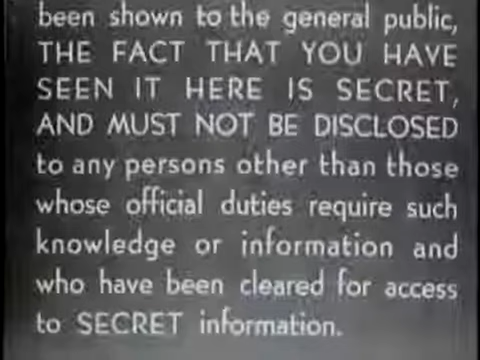 been shown to the general public,
THE FACT THAT YOU HAVE
SEEN IT HERE IS SECRET,
AND MUST NOT BE DISCLOSED
to any persons other than those
whose official duties require such
knowledge or information and
who have been cleared for access
to SECRET information.